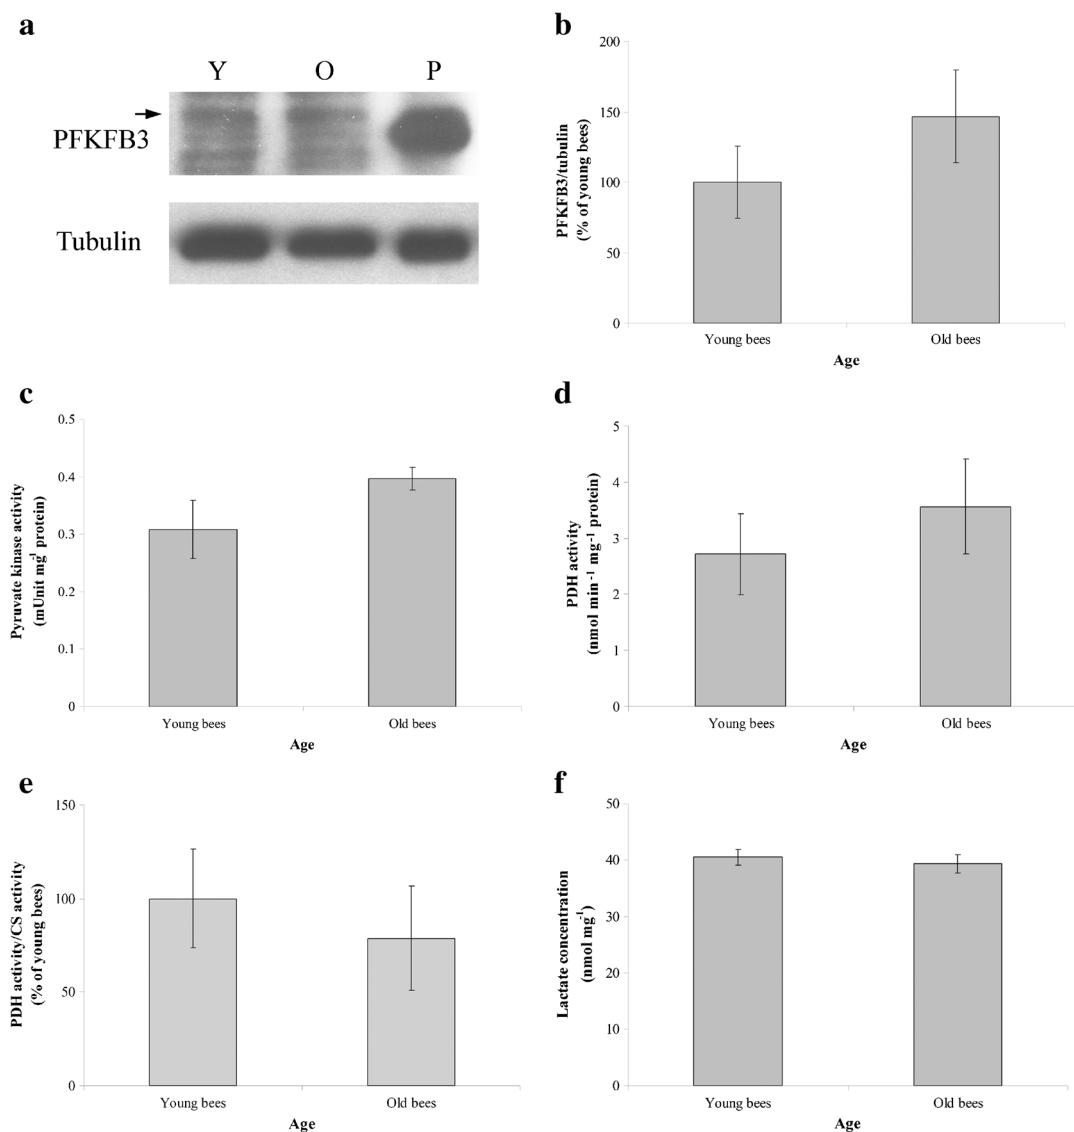 a
Y O P
PFKFB3
Tubulin
b
200
150
100
50
0
PFKFB3/tubulin
(% of young bees)
Young bees Old bees
Age
c
0.5
0.4
0.3
0.2
0.1
0
Pyruvate kinase activity
(mUnit mg⁻¹ protein)
Young bees Old bees
Age
d
5
4
3
2
1
0
PDH activity
(nmol min⁻¹ mg⁻¹ protein)
Young bees Old bees
Age
e
150
100
50
0
PDH activity/CS activity
(% of young bees)
Young bees Old bees
Age
f
50
40
30
20
10
0
Lactate concentration
(nmol mg⁻¹)
Young bees Old bees
Age